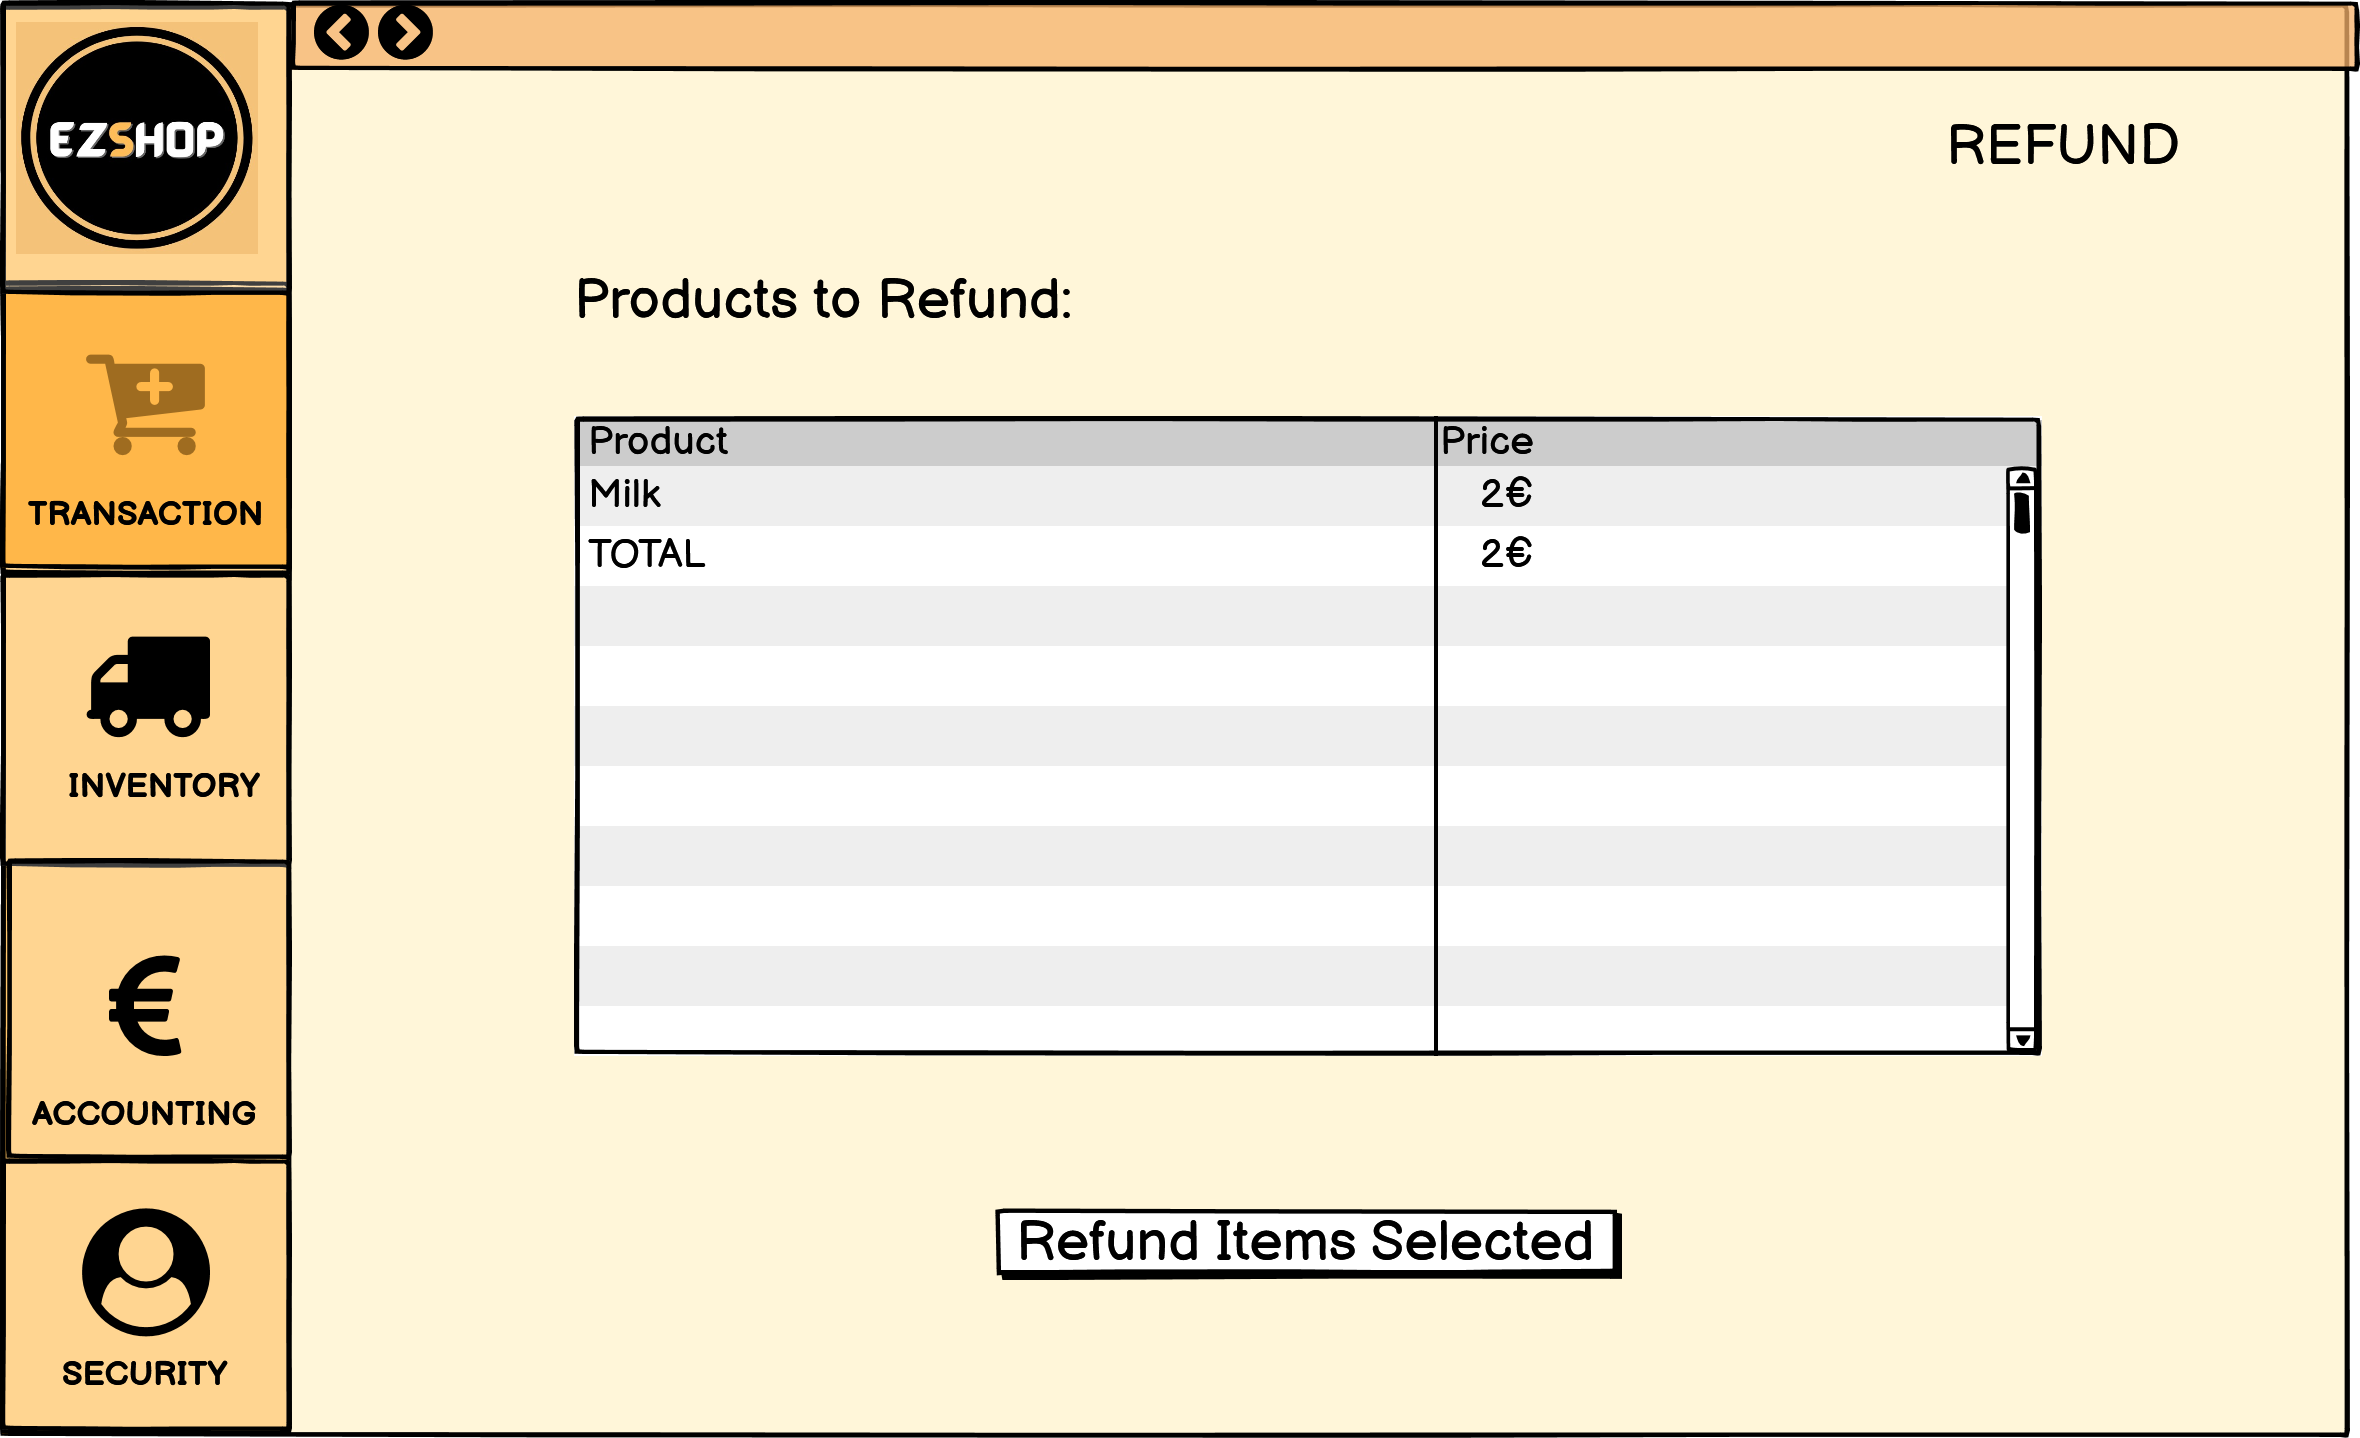 EZSHOP
REFUND
Products to Refund:
Product Price
Milk 2€
TOTAL 2€
TRANSACTION
INVENTORY
€
ACCOUNTING
SECURITY
Refund Items Selected